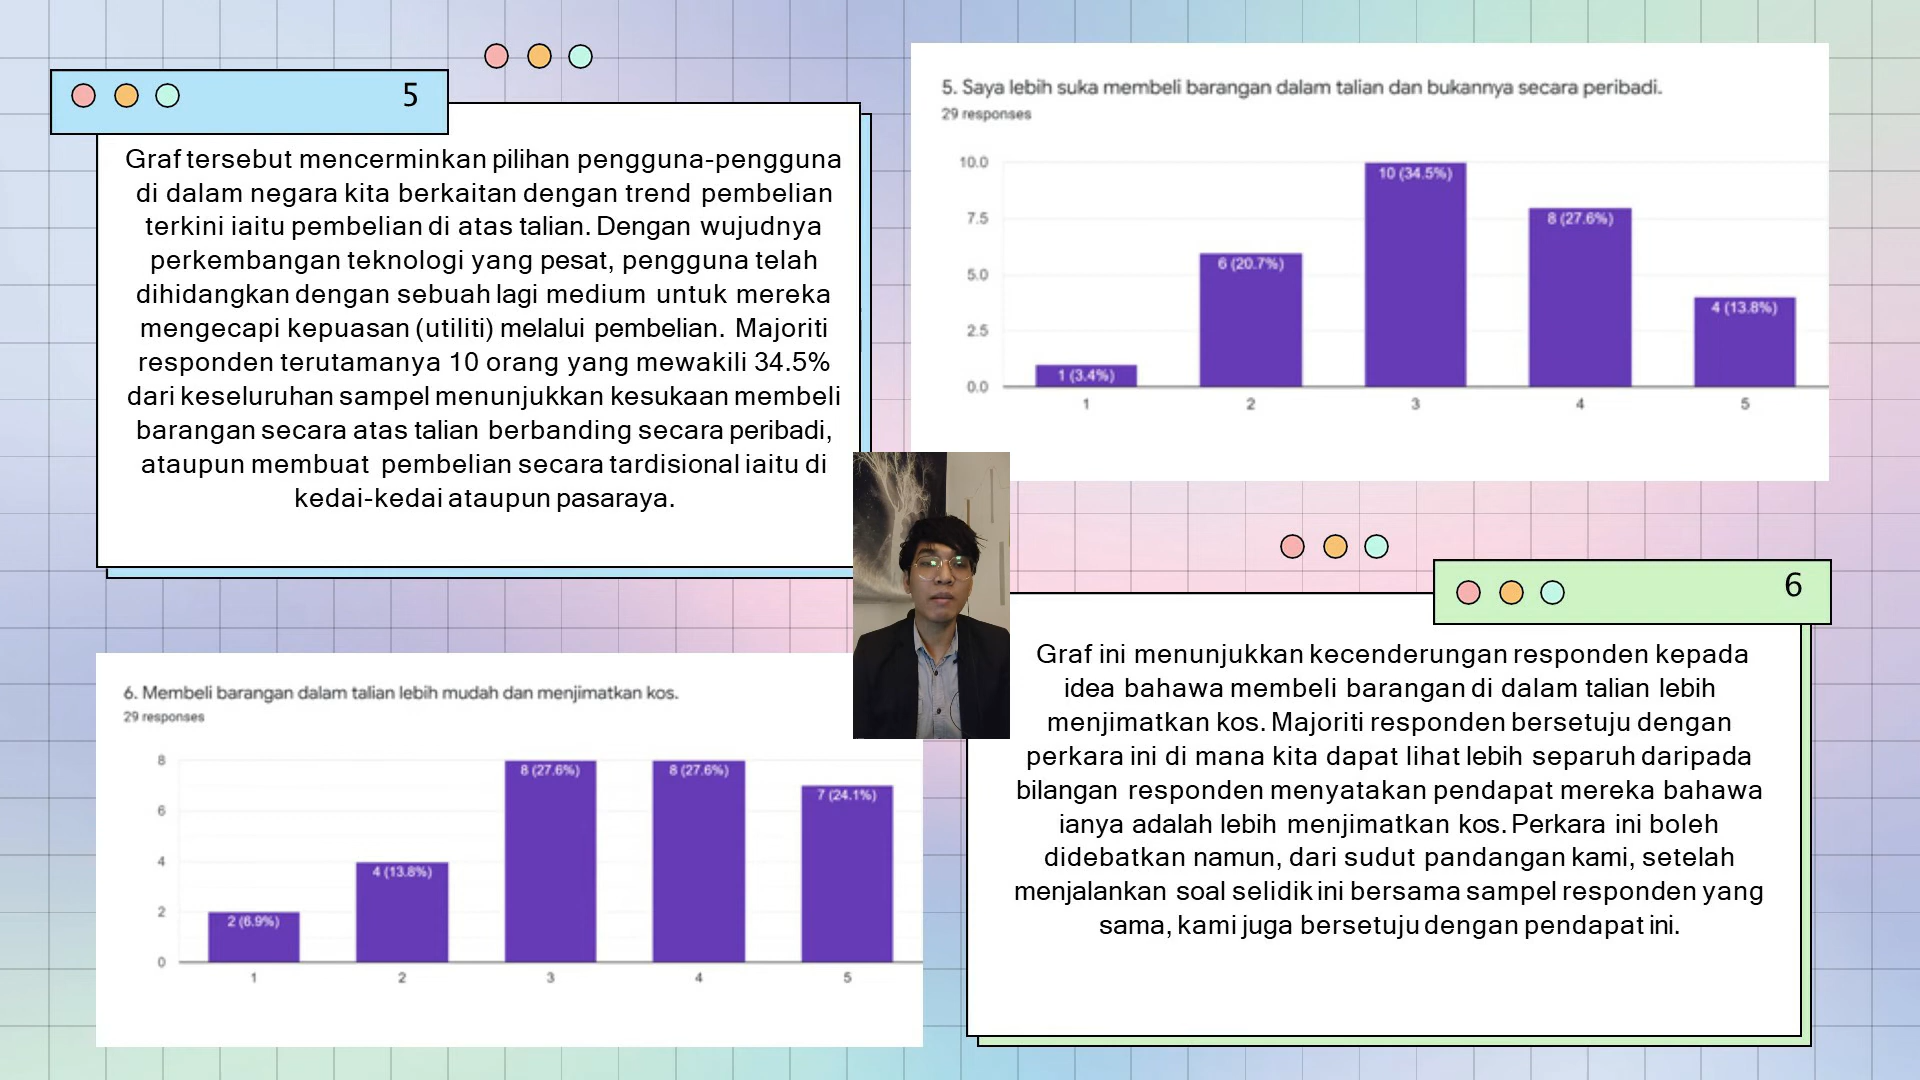 5
Graf tersebut mencerminkan pilihan pengguna-pengguna
di dalam negara kita berkaitan dengan trend pembelian
terkini iaitu pembelian di atas talian. Dengan wujudnya
perkembangan teknologi yang pesat, pengguna telah
dihidangkan dengan sebuah lagi medium untuk mereka
mengecapi kepuasan (utiliti) melalui pembelian. Majoriti
responden terutamanya 10 orang yang mewakili 34.5%
dari keseluruhan sampel menunjukkan kesukaan membeli
barangan secara atas talian berbanding secara peribadi,
ataupun membuat pembelian secara tardisional iaitu di
kedai-kedai ataupun pasaraya.
5. Saya lebih suka membeli barangan dalam talian dan bukannya secara peribadi.
29 responses
10.0
7.5
5.0
2.5
0.0
1 (3.4%)
6 (20.7%)
10 (34.5%)
8 (27.6%)
4 (13.8%)
1 2 3 4 5
6. Membeli barangan dalam talian lebih mudah dan menjimatkan kos.
29 responses
8
6
4
2
0
2 (6.9%)
4 (13.8%)
8 (27.6%)
8 (27.6%)
7 (24.1%)
1 2 3 4 5
6
Graf ini menunjukkan kecenderungan responden kepada
idea bahawa membeli barangan di dalam talian lebih
menjimatkan kos. Majoriti responden bersetuju dengan
perkara ini di mana kita dapat lihat lebih separuh daripada
bilangan responden menyatakan pendapat mereka bahawa
ianya adalah lebih menjimatkan kos. Perkara ini boleh
didebatkan namun, dari sudut pandangan kami, setelah
menjalankan soal selidik ini bersama sampel responden yang
sama, kami juga bersetuju dengan pendapat ini.